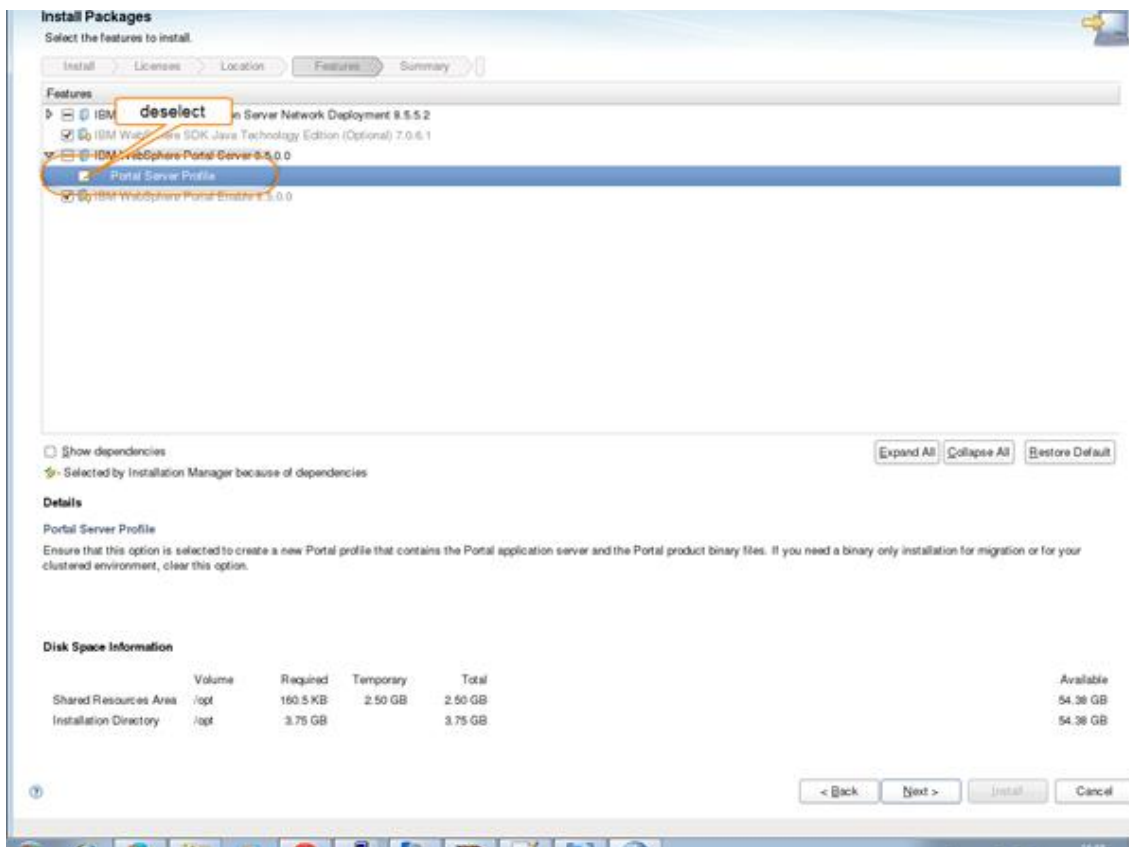 Install Packages
Select the features to install.
Install Licenses Location Features Summary
Features
IBM deselect on Server Network Deployment 8.5.5.2
IBM WebSphere SDK Java Technology Edition (Optional) 7.0.6.1
IBM WebSphere Portal Server 8.5.0.0
Portal Server Profile
IBM WebSphere Portal Enable 8.5.0.0
Show dependencies Expand All Collapse All Restore Default
- Selected by Installation Manager because of dependencies
Details
Portal Server Profile
Ensure that this option is selected to create a new Portal profile that contains the Portal application server and the Portal product binary files. If you need a binary only installation for migration or for your
clustered environment, clear this option.
Disk Space Information
Volume Required Temporary Total Available
Shared Resources Area /opt 160.5 KB 2.50 GB 2.50 GB 54.38 GB
Installation Directory /opt 3.75 GB 3.75 GB 54.38 GB
? < Back Next > Install Cancel